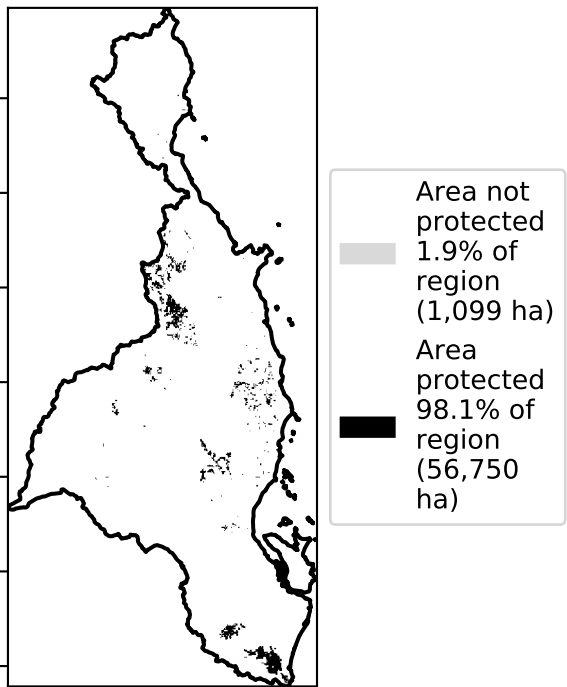 Area not
protected
1.9% of
region
(1,099 ha)
Area
protected
98.1% of
region
(56,750
ha)